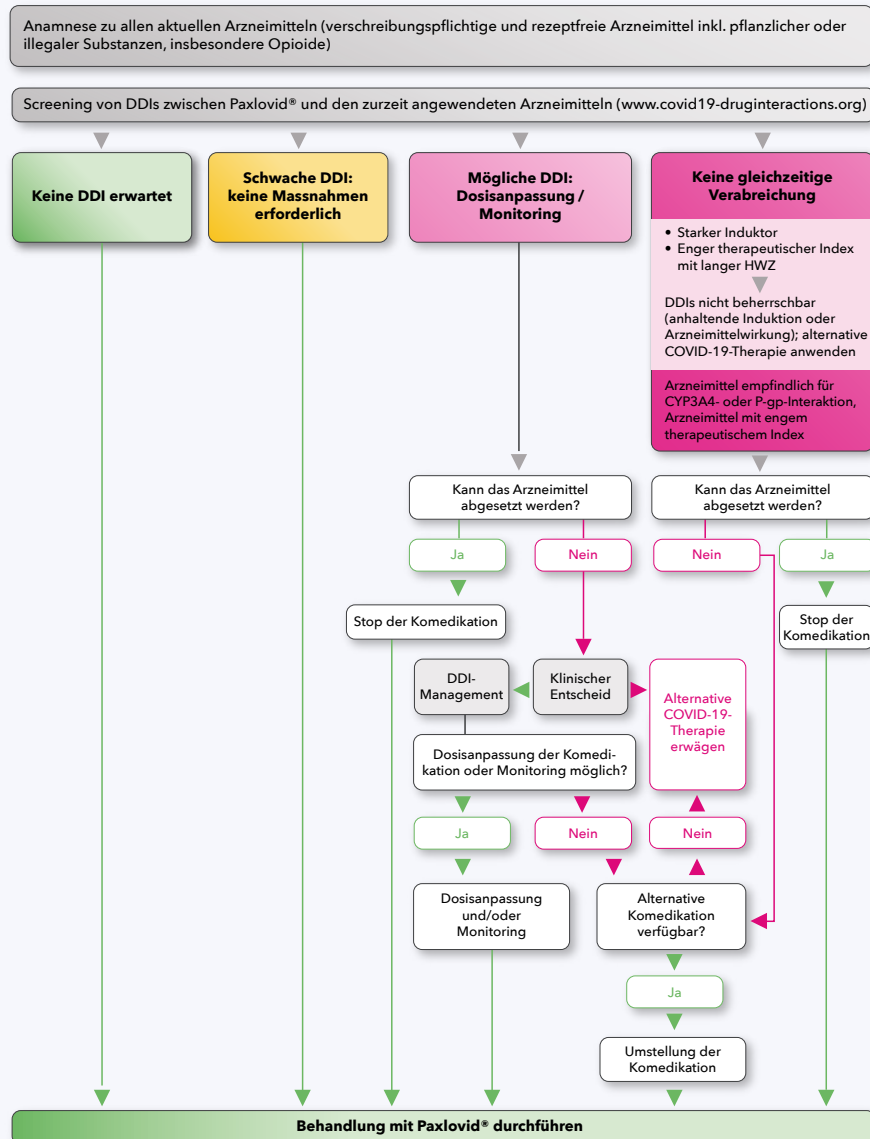 Anamnese zu allen aktuellen Arzneimitteln (verschreibungspflichtige und rezeptfreie Arzneimittel inkl. pflanzlicher oder
illegaler Substanzen, insbesondere Opioide)
Screening von DDIs zwischen Paxlovid® und den zurzeit angewendeten Arzneimitteln (www.covid19-druginteractions.org)
Keine DDI erwartet
Schwache DDI:
keine Massnahmen
erforderlich
Mögliche DDI:
Dosisanpassung /
Monitoring
Keine gleichzeitige
Verabreichung
• Starker Induktor
• Enger therapeutischer Index
mit langer HWZ
DDIs nicht beherrschbar
(anhaltende Induktion oder
Arzneimittelwirkung); alternative
COVID-19-Therapie anwenden
Arzneimittel empfindlich für
CYP3A4- oder P-gp-Interaktion,
Arzneimittel mit engem
therapeutischem Index
Kann das Arzneimittel
abgesetzt werden?
Kann das Arzneimittel
abgesetzt werden?
Ja
Nein
Nein
Ja
Stop der Komedikation
Stop der
Komedikation
DDI-
Management
Klinischer
Entscheid
Alternative
COVID-19-
Therapie
erwägen
Dosisanpassung der Komedi-
kation oder Monitoring möglich?
Ja
Nein
Nein
Dosisanpassung
und/oder
Monitoring
Alternative
Komedikation
verfügbar?
Ja
Umstellung der
Komedikation
Behandlung mit Paxlovid® durchführen